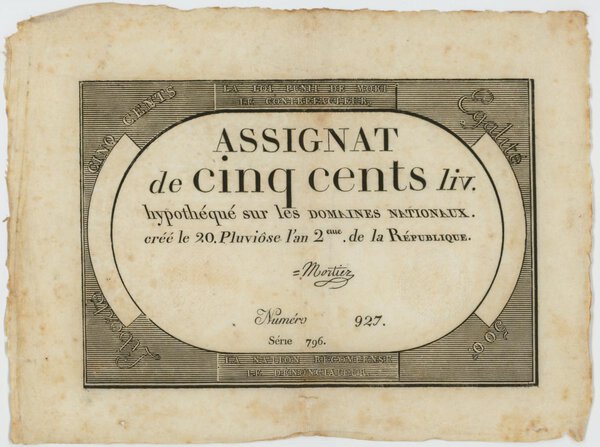 LA LOI PUNIT DE MORT
LE CONTREFACTEUR.
CINQ CENTS
Egalité
ASSIGNAT
de cinq cents liv.
hypothéqué sur les DOMAINES NATIONAUX.
créé le 20. Pluviôse l'an 2eme. de la RÉPUBLIQUE.
=Mortier
Numéro 927.
Série 796.
Liberté
500.
LA NATION RÉCOMPENSE
LE DÉNONCIATEUR.